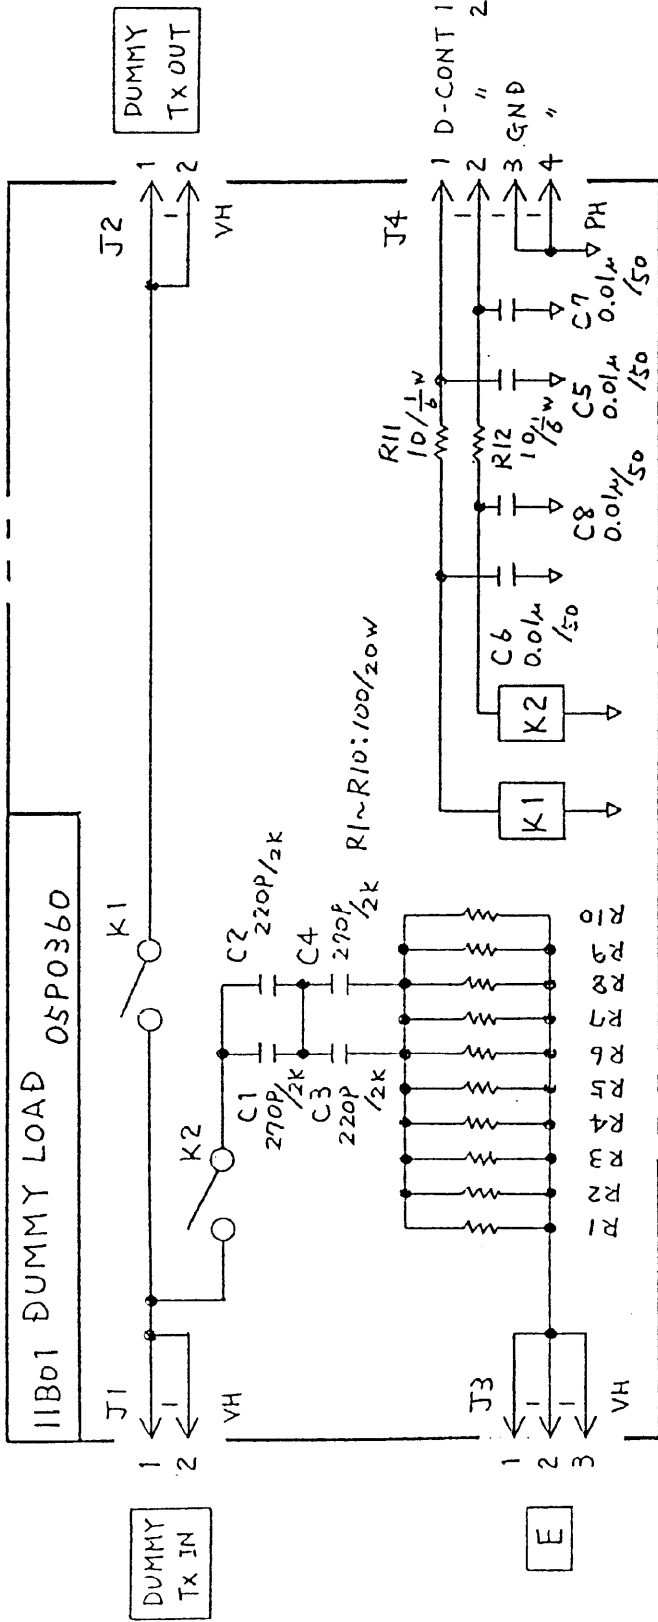 11B01 DUMMY LOAD
05P0360
DUMMY
TX IN
J1
1
2
VH
K1
J2
1
2
VH
DUMMY
TX OUT
K2
C1
270P/2K
C2
220P/2K
C3
220P
/2K
C4
270P
/2K
R1~R10:100/20W
R1
R2
R3
R4
R5
R6
R7
R8
R9
R10
E
J3
1
2
3
VH
K1
K2
C6
0.01μ
/50
C8
0.01μ/50
R11
10/1/6W
R12
10/1/6W
C5
0.01μ
/50
C7
0.01μ
/50
J4
1 D-CONT 1
2 " 2
3 GND
4 "
PH